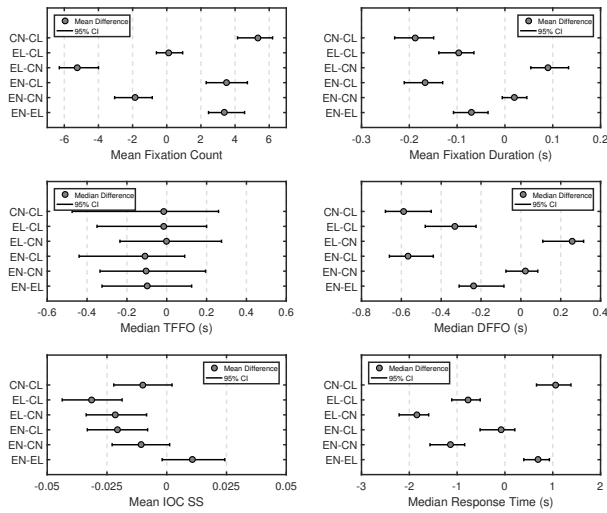 Mean Difference
95% CI
CN-CL
EL-CL
EL-CN
EN-CL
EN-CN
EN-EL
-6 -4 -2 0 2 4 6
Mean Fixation Count
Mean Difference
95% CI
CN-CL
EL-CL
EL-CN
EN-CL
EN-CN
EN-EL
-0.3 -0.2 -0.1 0 0.1 0.2
Mean Fixation Duration (s)
Median Difference
95% CI
CN-CL
EL-CL
EL-CN
EN-CL
EN-CN
EN-EL
-0.6 -0.4 -0.2 0 0.2 0.4 0.6
Median TFFO (s)
Median Difference
95% CI
CN-CL
EL-CL
EL-CN
EN-CL
EN-CN
EN-EL
-0.8 -0.6 -0.4 -0.2 0 0.2 0.4
Median DFFO (s)
Mean Difference
95% CI
CN-CL
EL-CL
EL-CN
EN-CL
EN-CN
EN-EL
-0.05 -0.025 0 0.025 0.05
Mean IOC SS
Median Difference
95% CI
CN-CL
EL-CL
EL-CN
EN-CL
EN-CN
EN-EL
-3 -2 -1 0 1 2
Median Response Time (s)